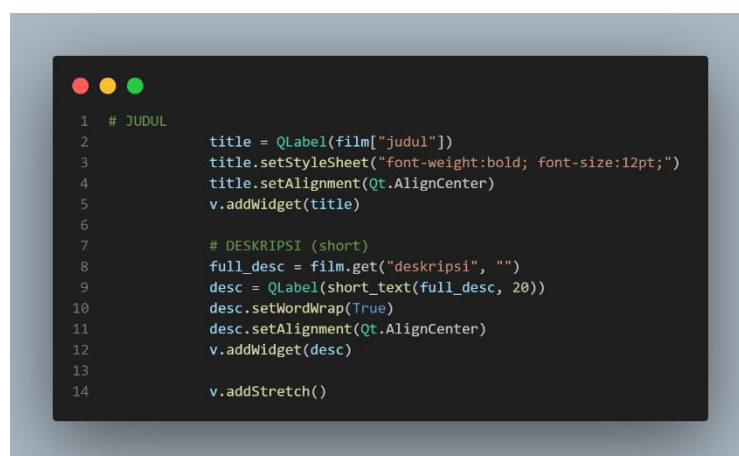 1 # JUDUL
2 title = QLabel(film["judul"])
3 title.setStyleSheet("font-weight:bold; font-size:12pt;")
4 title.setAlignment(Qt.AlignCenter)
5 v.addWidget(title)
6
7 # DESKRIPSI (short)
8 full_desc = film.get("deskripsi", "")
9 desc = QLabel(short_text(full_desc, 20))
10 desc.setWordWrap(True)
11 desc.setAlignment(Qt.AlignCenter)
12 v.addWidget(desc)
13
14 v.addStretch()